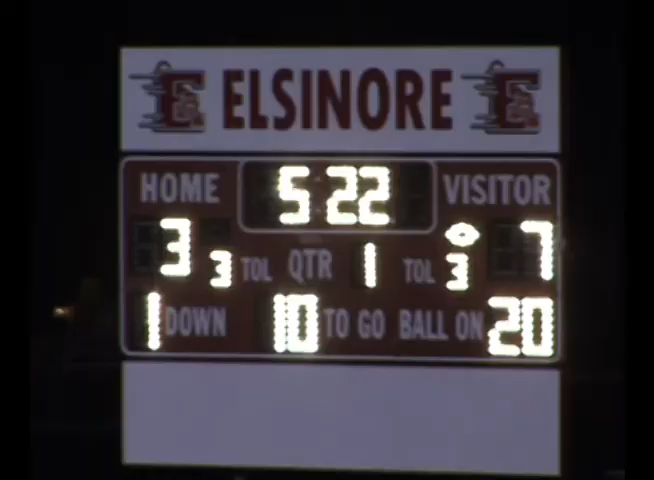 ELSINORE
HOME 5 22 VISITOR
3 7
3 TOL QTR 1 TOL 3
1 DOWN 10 TO GO BALL ON 20